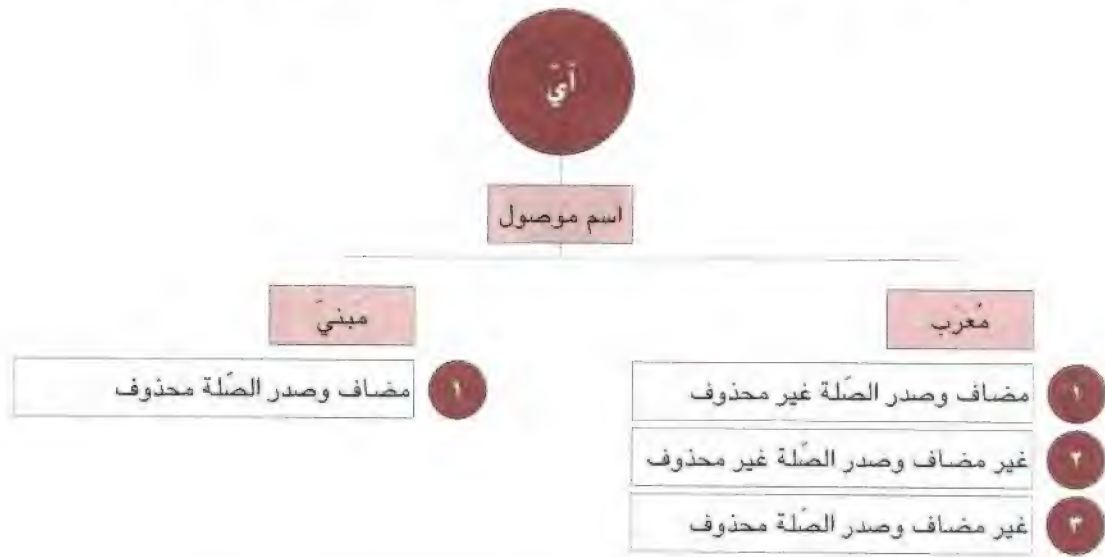 أيّ
اسم موصول
مُعرَب
١ مضاف وصدر الصّلة غير محذوف
٢ غير مضاف وصدر الصّلة غير محذوف
٣ غير مضاف وصدر الصّلة محذوف
مبنيّ
١ مضاف وصدر الصّلة محذوف